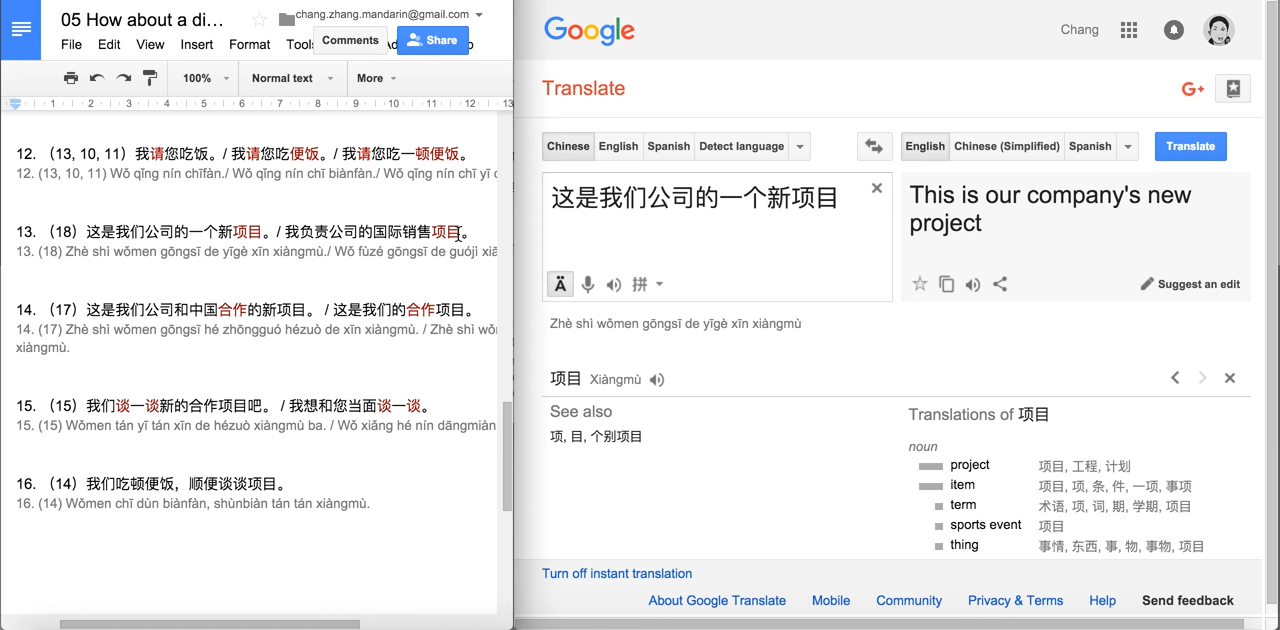 05 How about a di...
chang.zhang.mandarin@gmail.com
File Edit View Insert Format
Comments
Share
100% Normal text More
1 2 3 4 5 6 7 8 9 10 11 12 13
12. （13, 10, 11）我请您吃饭。/ 我请您吃便饭。/ 我请您吃一顿便饭。
12. (13, 10, 11) Wǒ qǐng nín chīfàn./ Wǒ qǐng nín chī biànfàn./ Wǒ qǐng nín chī yī
13. （18）这是我们公司的一个新项目。/ 我负责公司的国际销售项目。
13. (18) Zhè shì wǒmen gōngsī de yīgè xīn xiàngmù./ Wǒ fùzé gōngsī de guójì
14. （17）这是我们公司和中国合作的新项目。 / 这是我们的合作项目。
14. (17) Zhè shì wǒmen gōngsī hé zhōngguó hézuò de xīn xiàngmù. / Zhè shì
xiàngmù.
15. （15）我们谈一谈新的合作项目吧。 / 我想和您当面谈一谈。
15. (15) Wǒmen tán yī tán xīn de hézuò xiàngmù ba. / Wǒ xiǎng hé nín dāngmiàn
16. （14）我们吃顿便饭，顺便谈谈项目。
16. (14) Wǒmen chī dùn biànfàn, shùnbiàn tán tán xiàngmù.
Google
Chang
Translate
G+
Chinese English Spanish Detect language
English Chinese (Simplified) Spanish Translate
这是我们公司的一个新项目
This is our company's new
project
Ä 拼
Suggest an edit
Zhè shì wǒmen gōngsī de yīgè xīn xiàngmù
项目 Xiàngmù
See also
项, 目, 个别项目
Translations of 项目
noun
project 项目, 工程, 计划
item 项目, 项, 条, 件, 一项, 事项
term 术语, 项, 词, 期, 学期, 项目
sports event 项目
thing 事情, 东西, 事, 物, 事物, 项目
Turn off instant translation
About Google Translate Mobile Community Privacy & Terms Help Send feedback